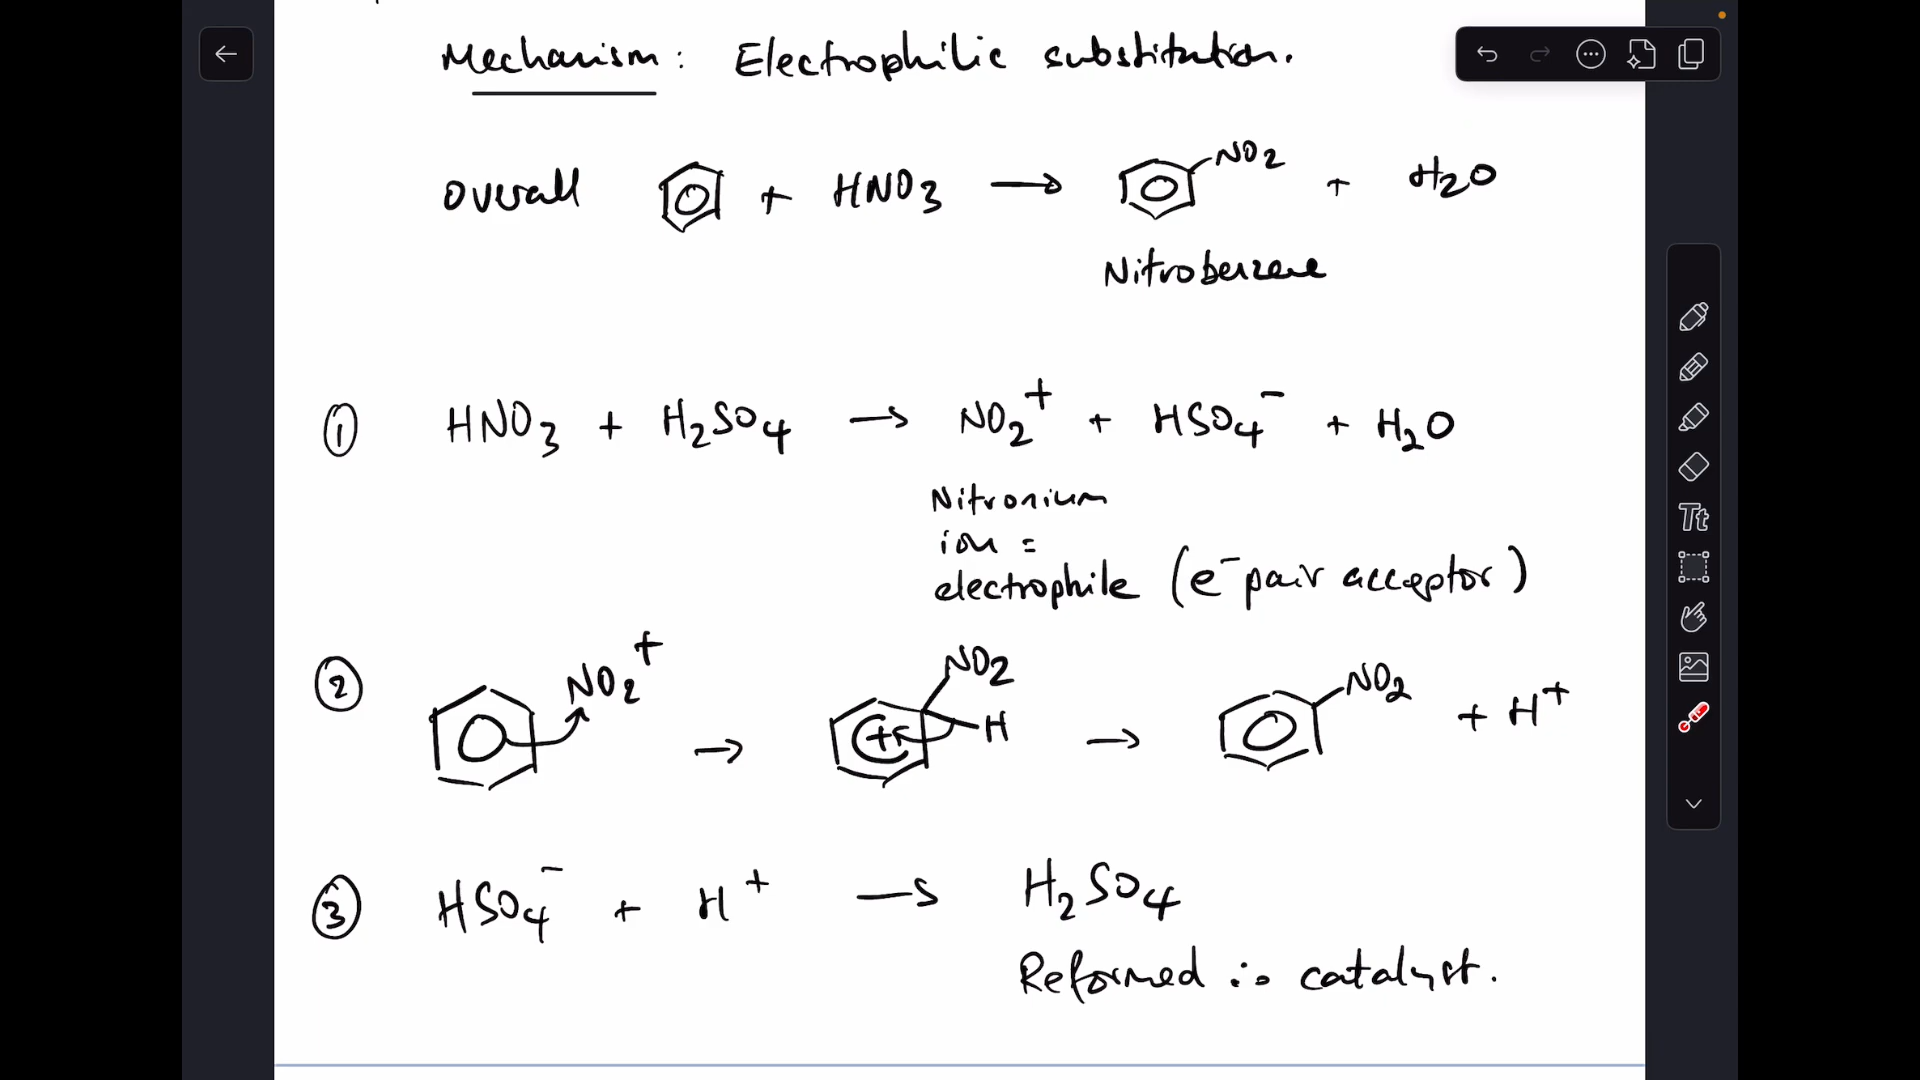 Mechanism: Electrophilic substitution.
Overall + HNO3 → NO2 + H2O
Nitrobenzene
① HNO3 + H2SO4 → NO2+ + HSO4- + H2O
Nitronium
ion =
electrophile (e- pair acceptor)
② NO2+ → NO2 H + → NO2 + H+
③ HSO4- + H+ → H2SO4
Reformed ∴ catalyst.
Tt